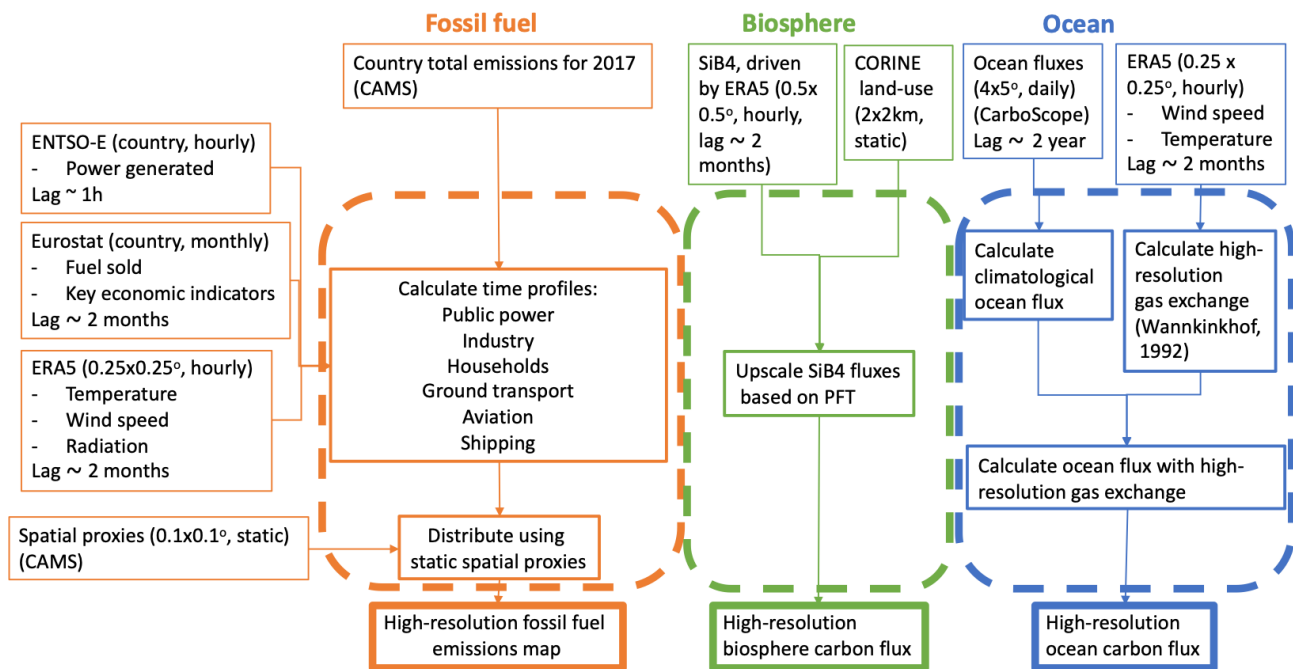 Fossil fuel
Country total emissions for 2017
(CAMS)
ENTSO-E (country, hourly)
- Power generated
Lag ~ 1h
Eurostat (country, monthly)
- Fuel sold
- Key economic indicators
Lag ~ 2 months
ERA5 (0.25x0.25º, hourly)
- Temperature
- Wind speed
- Radiation
Lag ~ 2 months
Spatial proxies (0.1x0.1º, static)
(CAMS)
Calculate time profiles:
Public power
Industry
Households
Ground transport
Aviation
Shipping
Distribute using
static spatial proxies
High-resolution fossil fuel
emissions map
Biosphere
SiB4, driven
by ERA5 (0.5x
0.5º, hourly,
lag ~ 2
months)
CORINE
land-use
(2x2km,
static)
Upscale SiB4 fluxes
based on PFT
High-resolution
biosphere carbon flux
Ocean
Ocean fluxes
(4x5º, daily)
(CarboScope)
Lag ~ 2 year
ERA5 (0.25 x
0.25º, hourly)
- Wind speed
- Temperature
Lag ~ 2 months
Calculate
climatological
ocean flux
Calculate high-
resolution
gas exchange
(Wannkinkhof,
1992)
Calculate ocean flux with high-
resolution gas exchange
High-resolution
ocean carbon flux